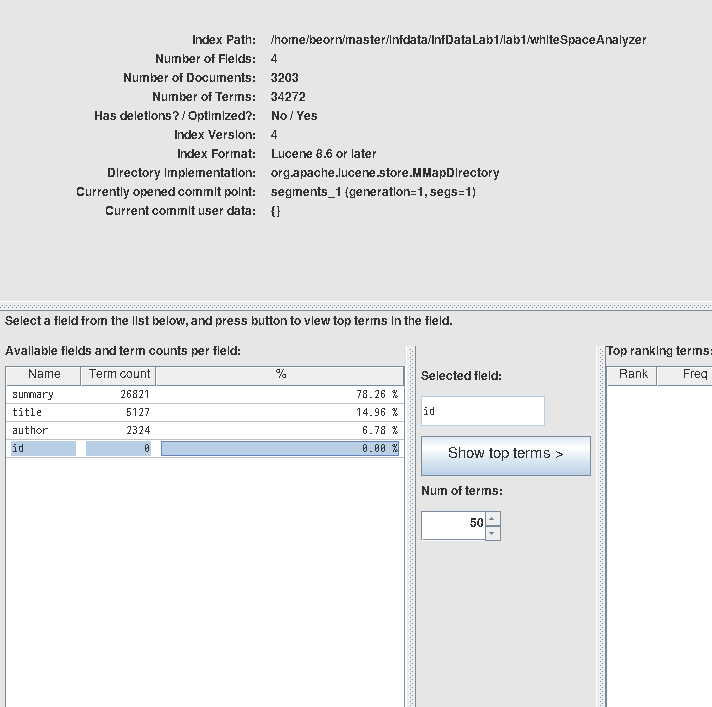 Index Path: /home/beorn/master/infdata/InfDataLab1/lab1/whiteSpaceAnalyzer
Number of Fields: 4
Number of Documents: 3203
Number of Terms: 34272
Has deletions? / Optimized?: No / Yes
Index Version: 4
Index Format: Lucene 8.6 or later
Directory implementation: org.apache.lucene.store.MMapDirectory
Currently opened commit point: segments_1 (generation=1, segs=1)
Current commit user data: {}
Select a field from the list below, and press button to view top terms in the field.
Available fields and term counts per field:
Name Term count %
summary 26821 78.26 %
title 5127 14.96 %
author 2324 6.78 %
id 0 0.00 %
Selected field:
id
Show top terms >
Num of terms:
50
Top ranking terms:
Rank Freq